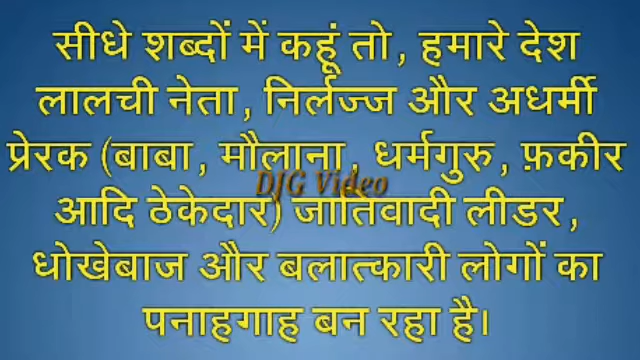 सीधे शब्दों में कहूं तो, हमारे देश
लालची नेता, निर्लज्ज और अधर्मी
प्रेरक (बाबा, मौलाना, धर्मगुरु, फ़कीर
DJG Video
आदि ठेकेदार) जातिवादी लीडर,
धोखेबाज और बलात्कारी लोगों का
पनाहगाह बन रहा है।